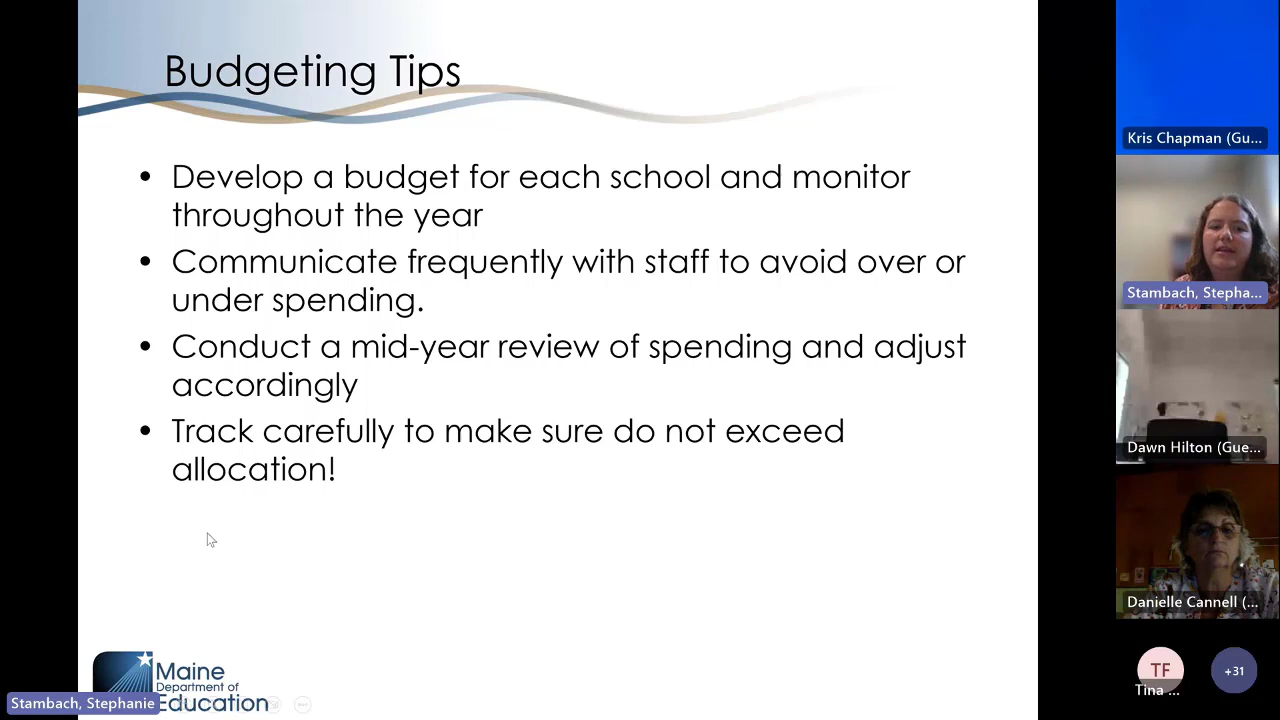 Budgeting Tips
• Develop a budget for each school and monitor
throughout the year
• Communicate frequently with staff to avoid over or
under spending.
• Conduct a mid-year review of spending and adjust
accordingly
• Track carefully to make sure do not exceed
allocation!
Maine
Department of
Education
Stambach, Stephanie
Kris Chapman (Gu...
Stambach, Stepha...
Dawn Hilton (Gue...
Danielle Cannell (...
TF
Tina ...
+31